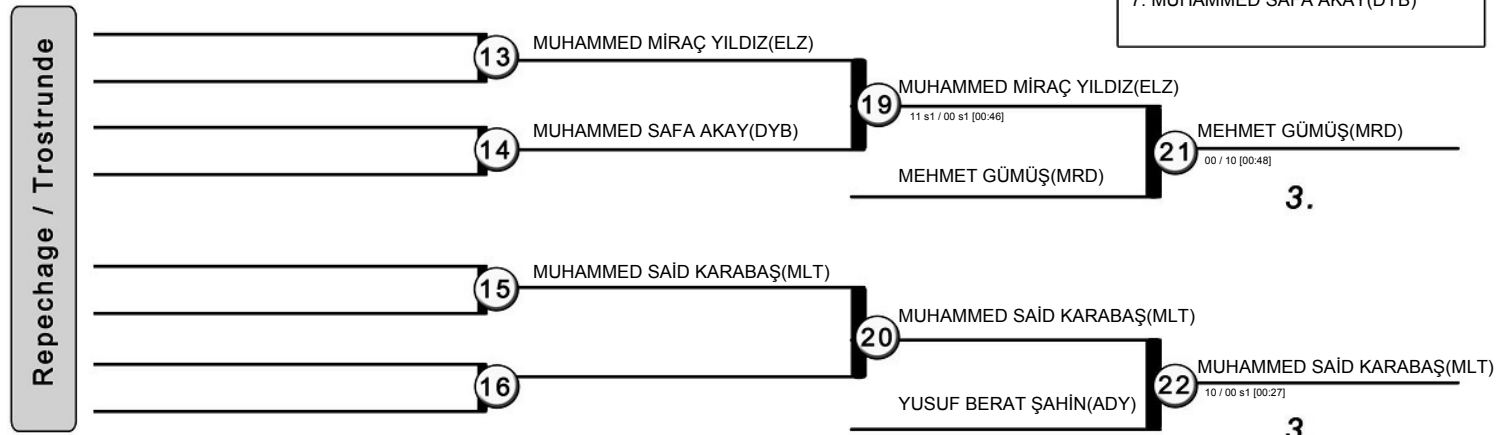 7. MUHAMMED SAFA AKAY(DYB)
Repechage / Trostrunde
13
MUHAMMED MİRAÇ YILDIZ(ELZ)
14
MUHAMMED SAFA AKAY(DYB)
19
MUHAMMED MİRAÇ YILDIZ(ELZ)
11 s1 / 00 s1 [00:46]
MEHMET GÜMÜŞ(MRD)
21
MEHMET GÜMÜŞ(MRD)
00 / 10 [00:48]
3.
15
MUHAMMED SAİD KARABAŞ(MLT)
16
20
MUHAMMED SAİD KARABAŞ(MLT)
YUSUF BERAT ŞAHİN(ADY)
22
MUHAMMED SAİD KARABAŞ(MLT)
10 / 00 s1 [00:27]
3